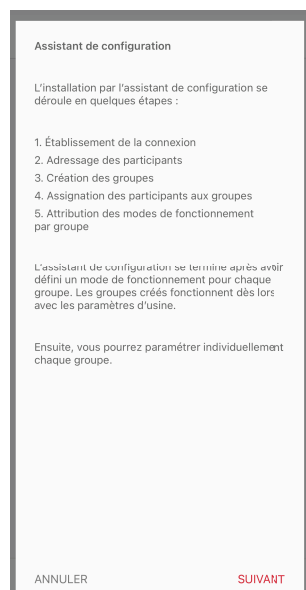 Assistant de configuration
L'installation par l'assistant de configuration se
déroule en quelques étapes :
1. Établissement de la connexion
2. Adressage des participants
3. Création des groupes
4. Assignation des participants aux groupes
5. Attribution des modes de fonctionnement
par groupe
L'assistant de configuration se termine après avoir
défini un mode de fonctionnement pour chaque
groupe. Les groupes créés fonctionnent dès lors
avec les paramètres d'usine.
Ensuite, vous pourrez paramétrer individuellement
chaque groupe.
ANNULER
SUIVANT